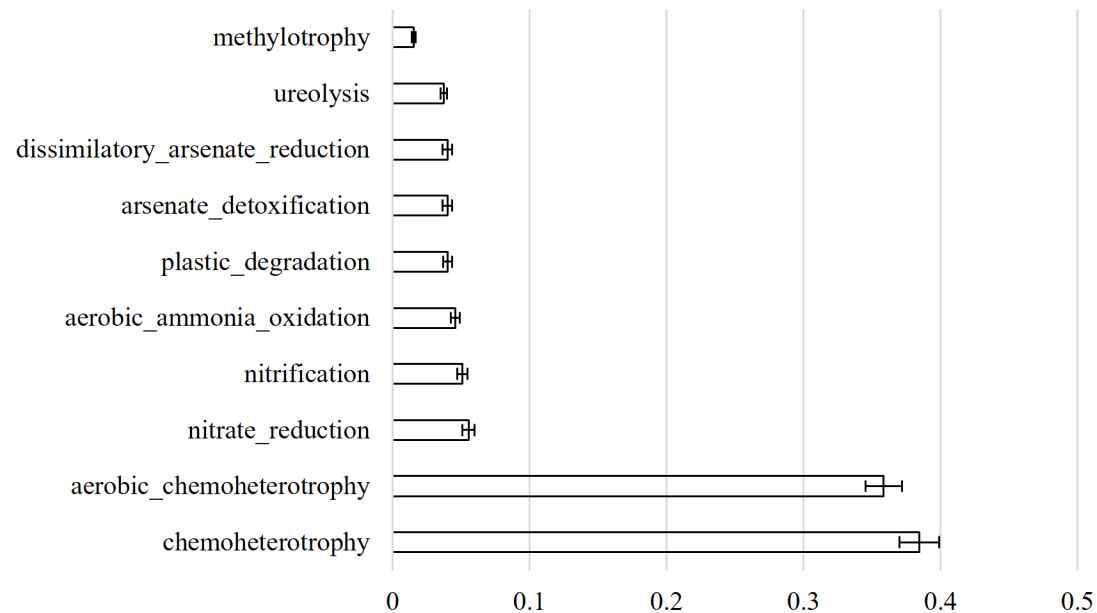 methylotrophy
ureolysis
dissimilatory_arsenate_reduction
arsenate_detoxification
plastic_degradation
aerobic_ammonia_oxidation
nitrification
nitrate_reduction
aerobic_chemoheterotrophy
chemoheterotrophy
0 0.1 0.2 0.3 0.4 0.5